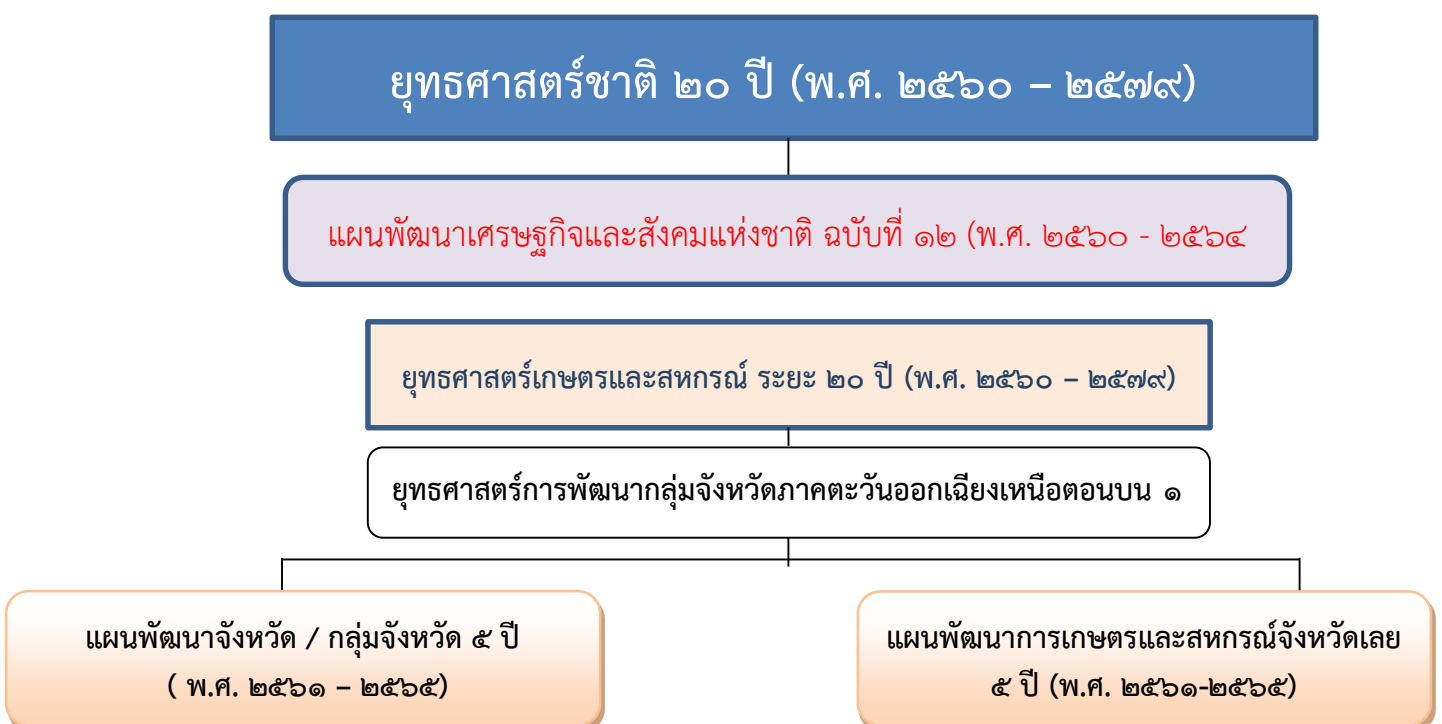 ยุทธศาสตร์ชาติ ๒๐ ปี (พ.ศ. ๒๕๖๐ – ๒๕๗๙)
แผนพัฒนาเศรษฐกิจและสังคมแห่งชาติ ฉบับที่ ๑๒ (พ.ศ. ๒๕๖๐ - ๒๕๖๔
ยุทธศาสตร์เกษตรและสหกรณ์ ระยะ ๒๐ ปี (พ.ศ. ๒๕๖๐ – ๒๕๗๙)
ยุทธศาสตร์การพัฒนากลุ่มจังหวัดภาคตะวันออกเฉียงเหนือตอนบน ๑
แผนพัฒนาจังหวัด / กลุ่มจังหวัด ๕ ปี
( พ.ศ. ๒๕๖๑ – ๒๕๖๕)
แผนพัฒนาการเกษตรและสหกรณ์จังหวัดเลย
๕ ปี (พ.ศ. ๒๕๖๑-๒๕๖๕)